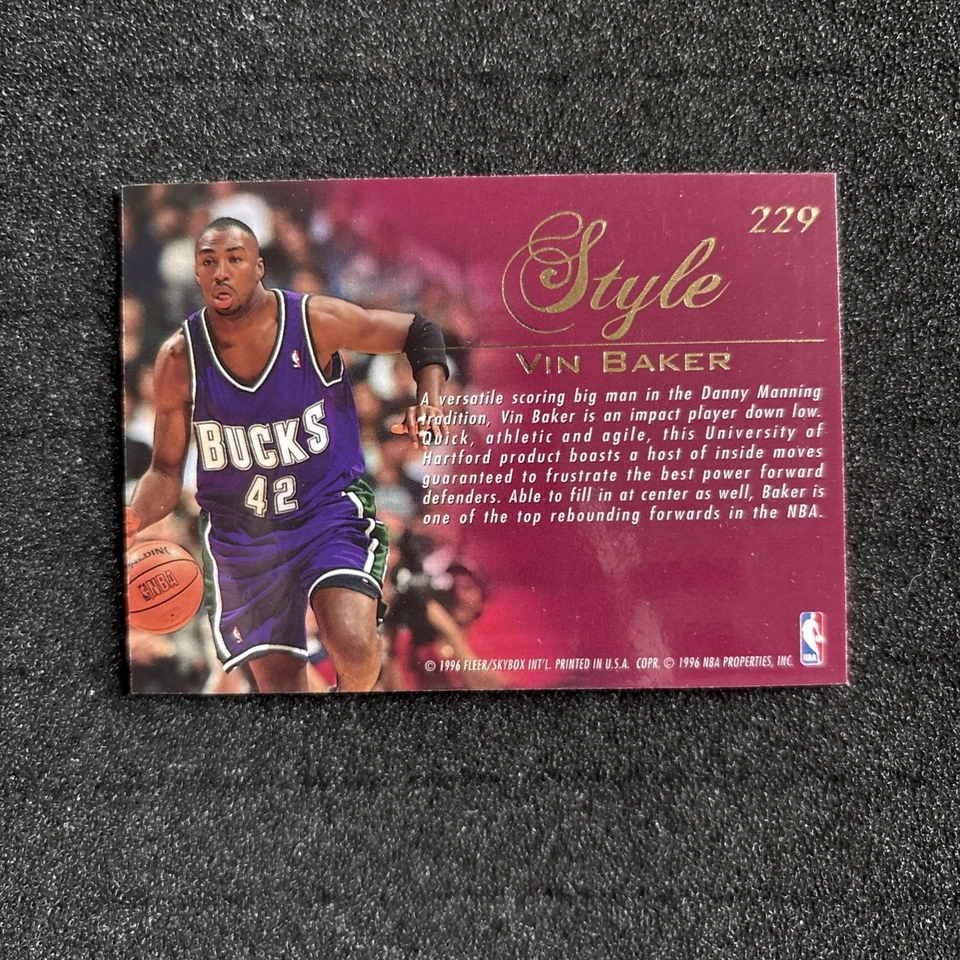 229
Style
VIN BAKER
A versatile scoring big man in the Danny Manning
tradition, Vin Baker is an impact player down low.
Quick, athletic and agile, this University of
Hartford product boasts a host of inside moves
guaranteed to frustrate the best power forward
defenders. Able to fill in at center as well, Baker is
one of the top rebounding forwards in the NBA.
BUCKS
42
ALDING
NBA
NBA
© 1996 FLEER/SKYBOX INT'L. PRINTED IN U.S.A. COPR. © 1996 NBA PROPERTIES, INC.